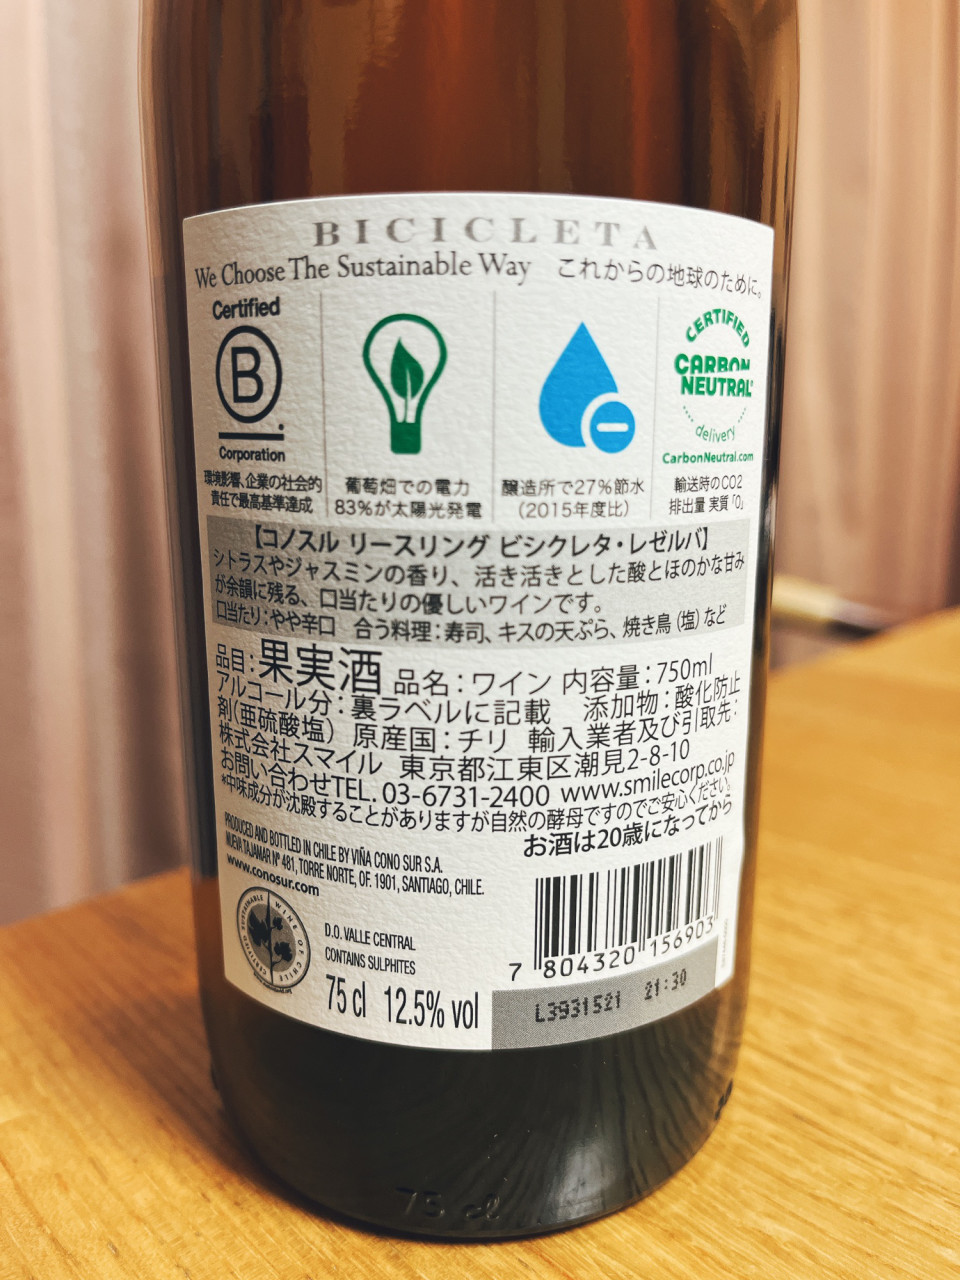 BICICLETA
We Choose The Sustainable Way これからの地球のために。
Certified
B
Corporation
環境影響、企業の社会的
責任で最高基準達成
葡萄畑での電力
83%が太陽光発電
醸造所で27%節水
(2015年度比)
CERTIFIED
CARBON
NEUTRAL
delivery
CarbonNeutral.com
輸送時のCO2
排出量 実質「0」
【コノスル リースリング ビシクレタ・レゼルバ】
シトラスやジャスミンの香り、活き活きとした酸とほのかな甘み
が余韻に残る、口当たりの優しいワインです。
口当たり:やや辛口 合う料理:寿司、キスの天ぷら、焼き鳥(塩)など
品目:果実酒 品名:ワイン 内容量:750ml
アルコール分:裏ラベルに記載 添加物:酸化防止
剤(亜硫酸塩) 原産国:チリ 輸入業者及び引取先:
株式会社スマイル 東京都江東区潮見2-8-10
お問い合わせTEL. 03-6731-2400 www.smilecorp.co.jp
*中味成分が沈殿することがありますが自然の酵母ですのでご安心ください。
お酒は20歳になってから
PRODUCED AND BOTTLED IN CHILE BY VIÑA CONO SUR S.A.
NUEVA TAJAMAR Nº 481, TORRE NORTE, OF. 1901, SANTIAGO, CHILE.
www.conosur.com
CERTIFIED SUSTAINABLE WINE OF CHILE
D.O. VALLE CENTRAL
CONTAINS SULPHITES
75 cl 12.5% vol
7 804320 156903
L3931521 21:30
75 cl